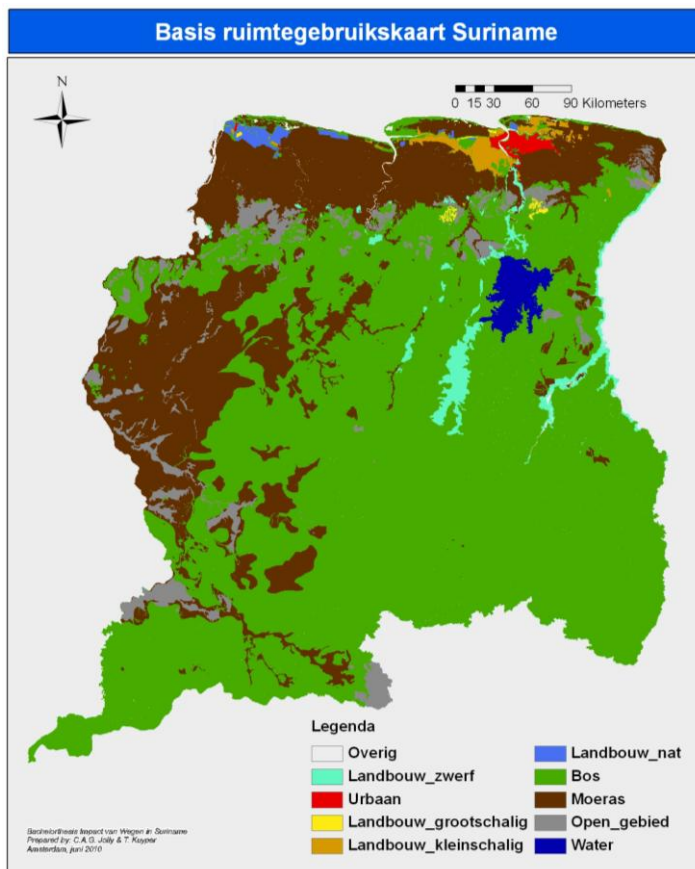 Basis ruimtegebruikskaart Suriname
N
0 15 30 60 90 Kilometers
Legenda
Overig
Landbouw_zwerf
Urbaan
Landbouw_grootschalig
Landbouw_kleinschalig
Landbouw_nat
Bos
Moeras
Open_gebied
Water
Bachelorthesis Impact van Wegen in Suriname
Prepared by: C.A.G. Jolly & T. Kuyper
Amsterdam, juni 2010